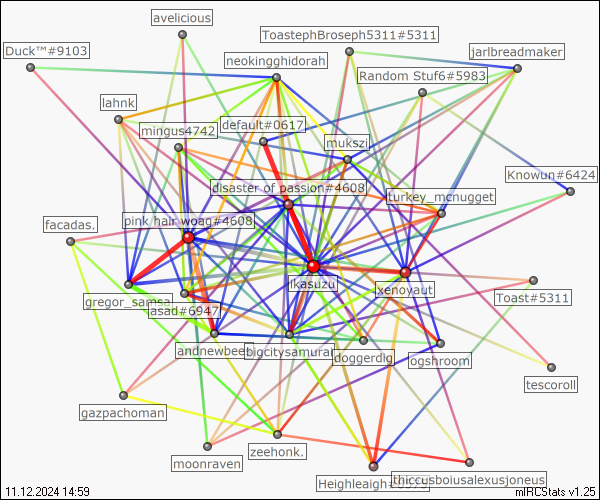 avelicious
ToastephBroseph5311#5311
Duck™#9103
neokingghidorah
jarlbreadmaker
Random Stuf6#5983
lahnk
mingus4742
default#0617
mukszi
Knowun#6424
disaster of passion#4608
turkey_mcnugget
pink hair woag#4608
facadas.
ikasuzu
xenoyaut
gregor_samsa
asad#6947
Toast#5311
andnewbeen
bigcitysamurai
doggerdig
ogshroom
tescoroll
gazpachoman
moonraven
zeehonk.
Heighleaigh
thiccusboiusalexusjoneus
11.12.2024 14:59
mIRCStats v1.25